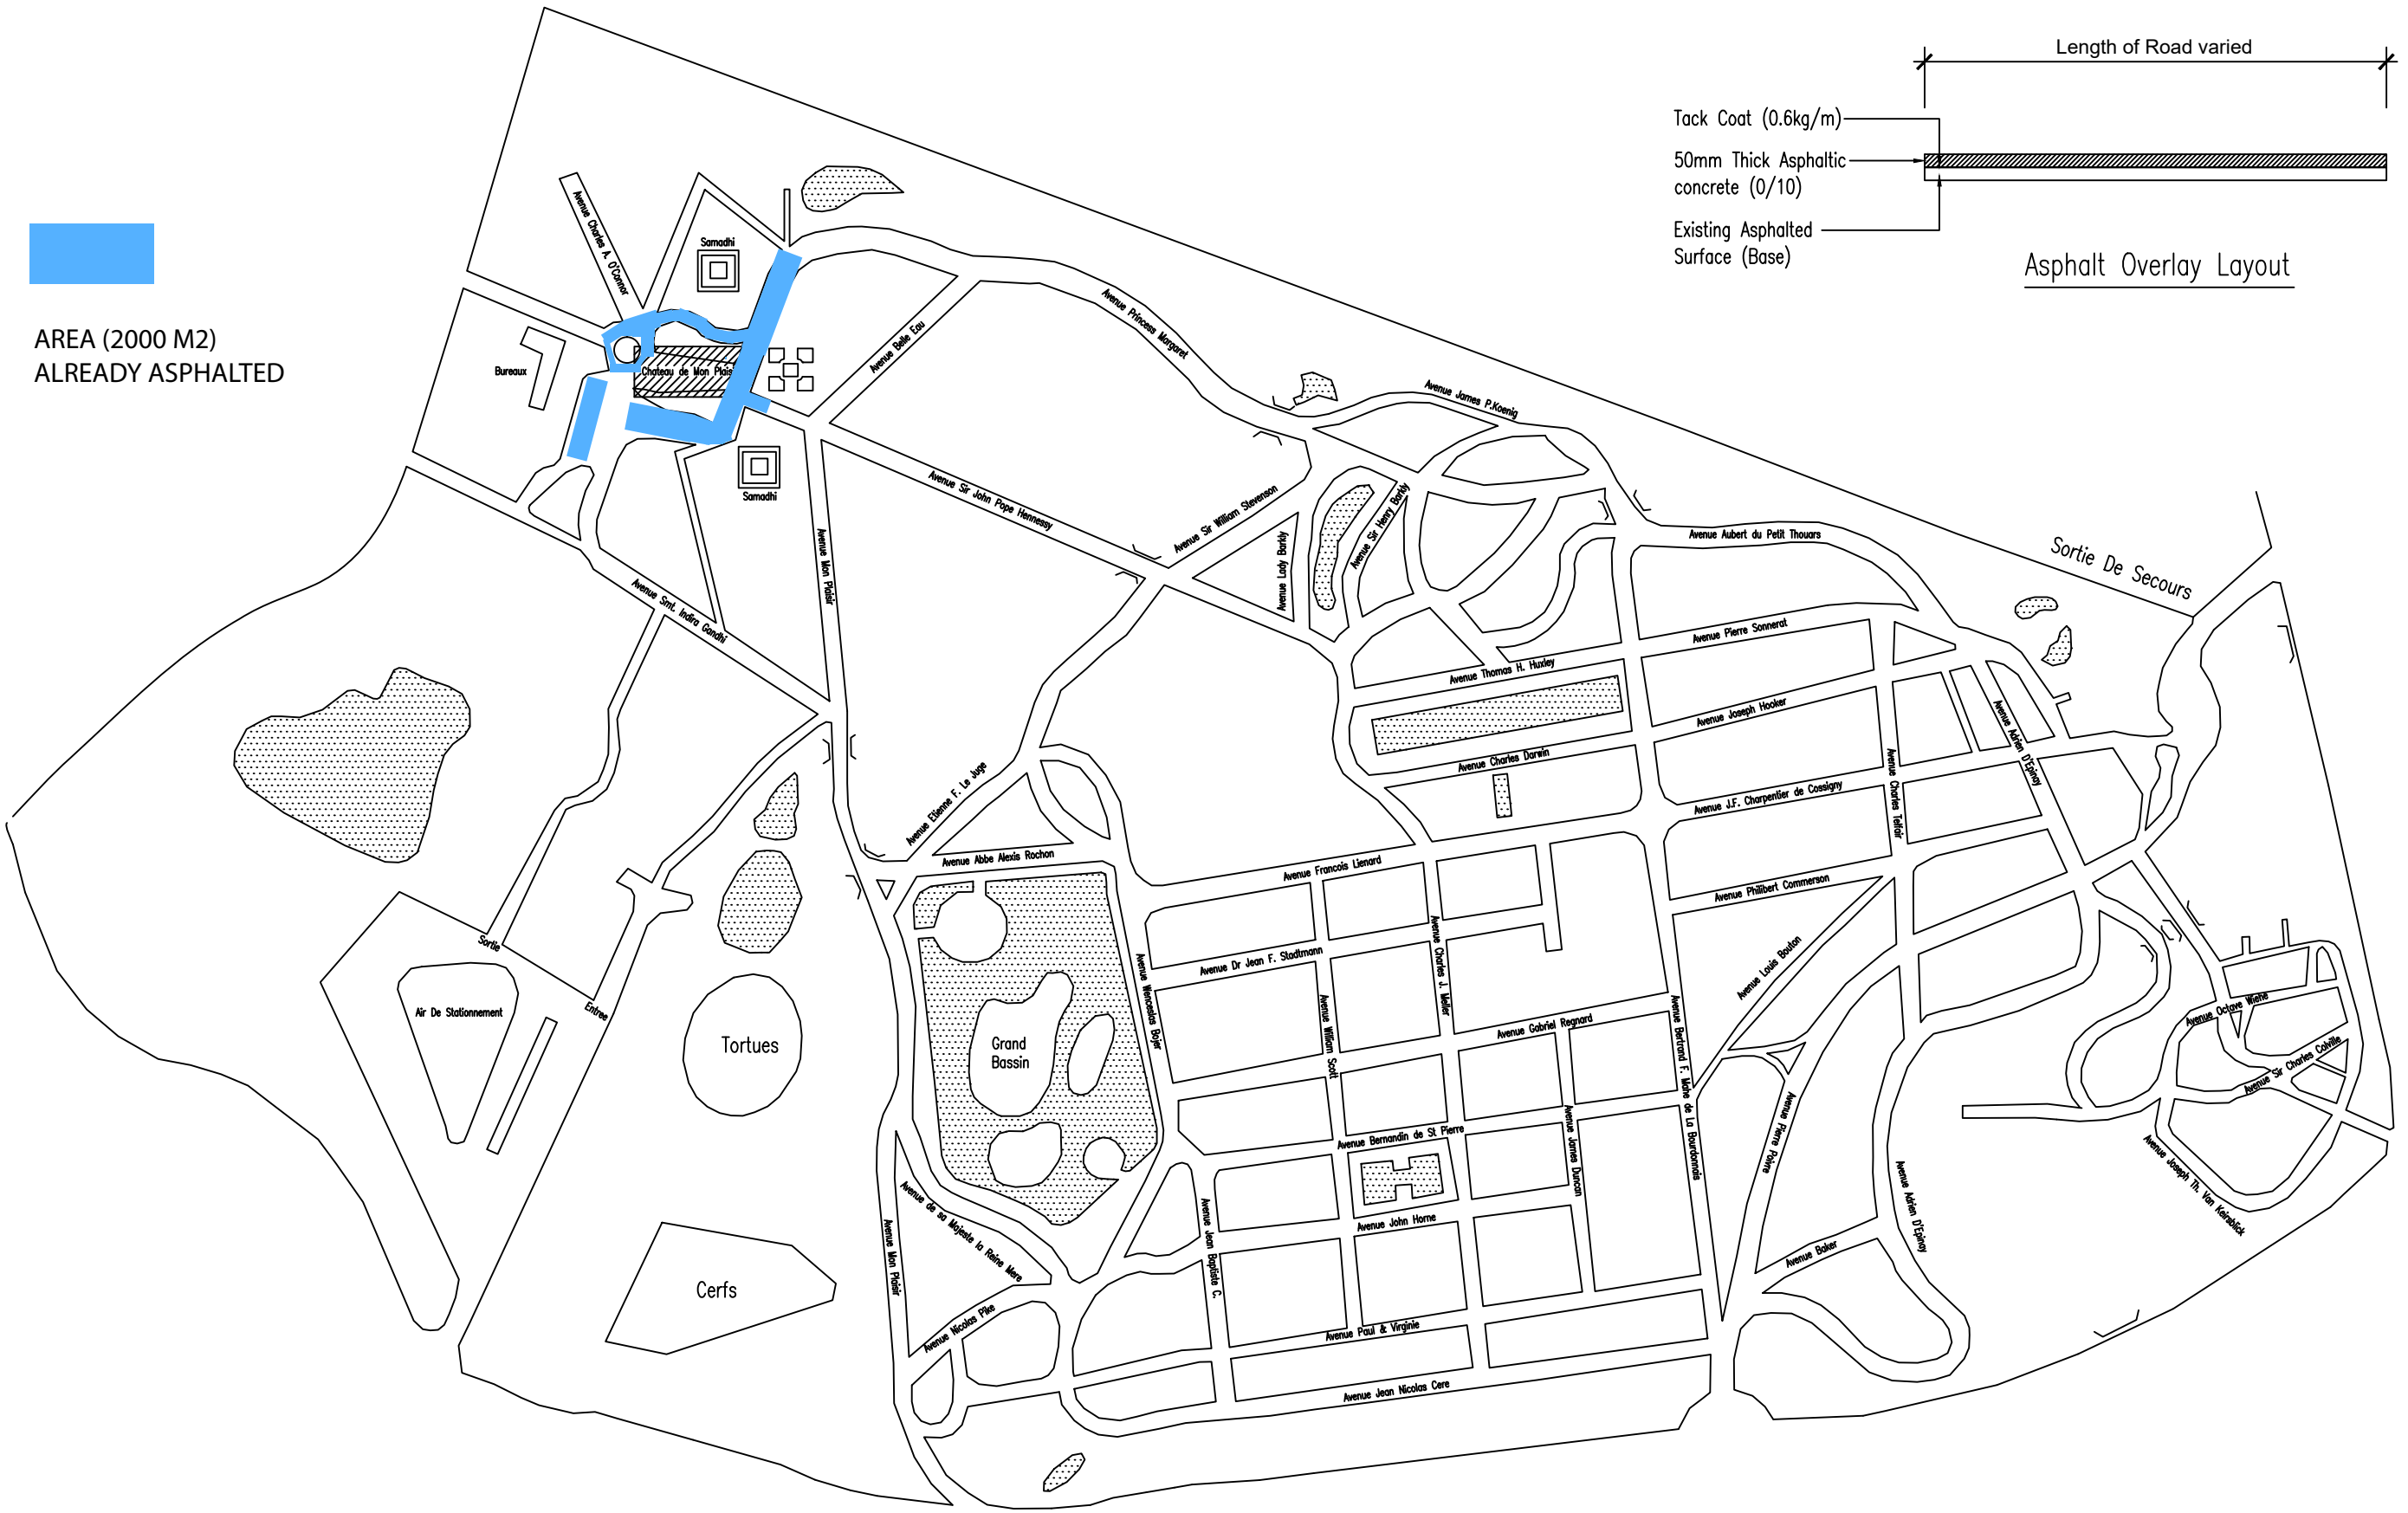 Length of Road varied
Tack Coat (0.6kg/m)
50mm Thick Asphaltic
concrete (0/10)
Existing Asphalted
Surface (Base)
Asphalt Overlay Layout
AREA (2000 M2)
ALREADY ASPHALTED
Avenue Charles A. O'Connor
Samadhi
Bureaux
Chateau de Mon Plais
Samadhi
Avenue Belle Eau
Avenue Princess Margaret
Avenue James P.Koenig
Avenue Sir John Pope Hennessy
Avenue Sir William Stevenson
Avenue Lady Barkly
Avenue Sir Henry Barkly
Avenue Aubert du Petit Thouars
Sortie De Secours
Avenue Mon Plaisir
Avenue Smt. Indira Gandhi
Avenue Pierre Sonnerat
Avenue Thomas H. Huxley
Avenue Joseph Hooker
Avenue Charles Darwin
Avenue J.F. Charpentier de Cossigny
Avenue Charles Telfair
Avenue Adrien D'Epinay
Avenue Etienne F. Le Juge
Avenue Abbe Alexis Rochon
Avenue Francois Lienard
Avenue Philibert Commerson
Avenue Louis Bouton
Avenue Dr Jean F. Stadtmann
Avenue Charles J. Meller
Avenue Wenceslas Bojer
Avenue William Scott
Avenue Gabriel Regnard
Avenue Bertrand F. Mahe de La Bourdonnais
Sortie
Entree
Air De Stationnement
Tortues
Grand
Bassin
Avenue Octave Wiehe
Avenue Sir Charles Colville
Avenue Joseph Th. Van Keirsblick
Avenue Pierre Poivre
Avenue Bernandin de St Pierre
Avenue James Duncan
Avenue John Horne
Avenue Jean Baptiste C.
Avenue Adrien D'Epinay
Avenue Baker
Avenue de sa Majeste la Reine Mere
Avenue Mon Plaisir
Cerfs
Avenue Nicolas Pike
Avenue Paul & Virginie
Avenue Jean Nicolas Cere